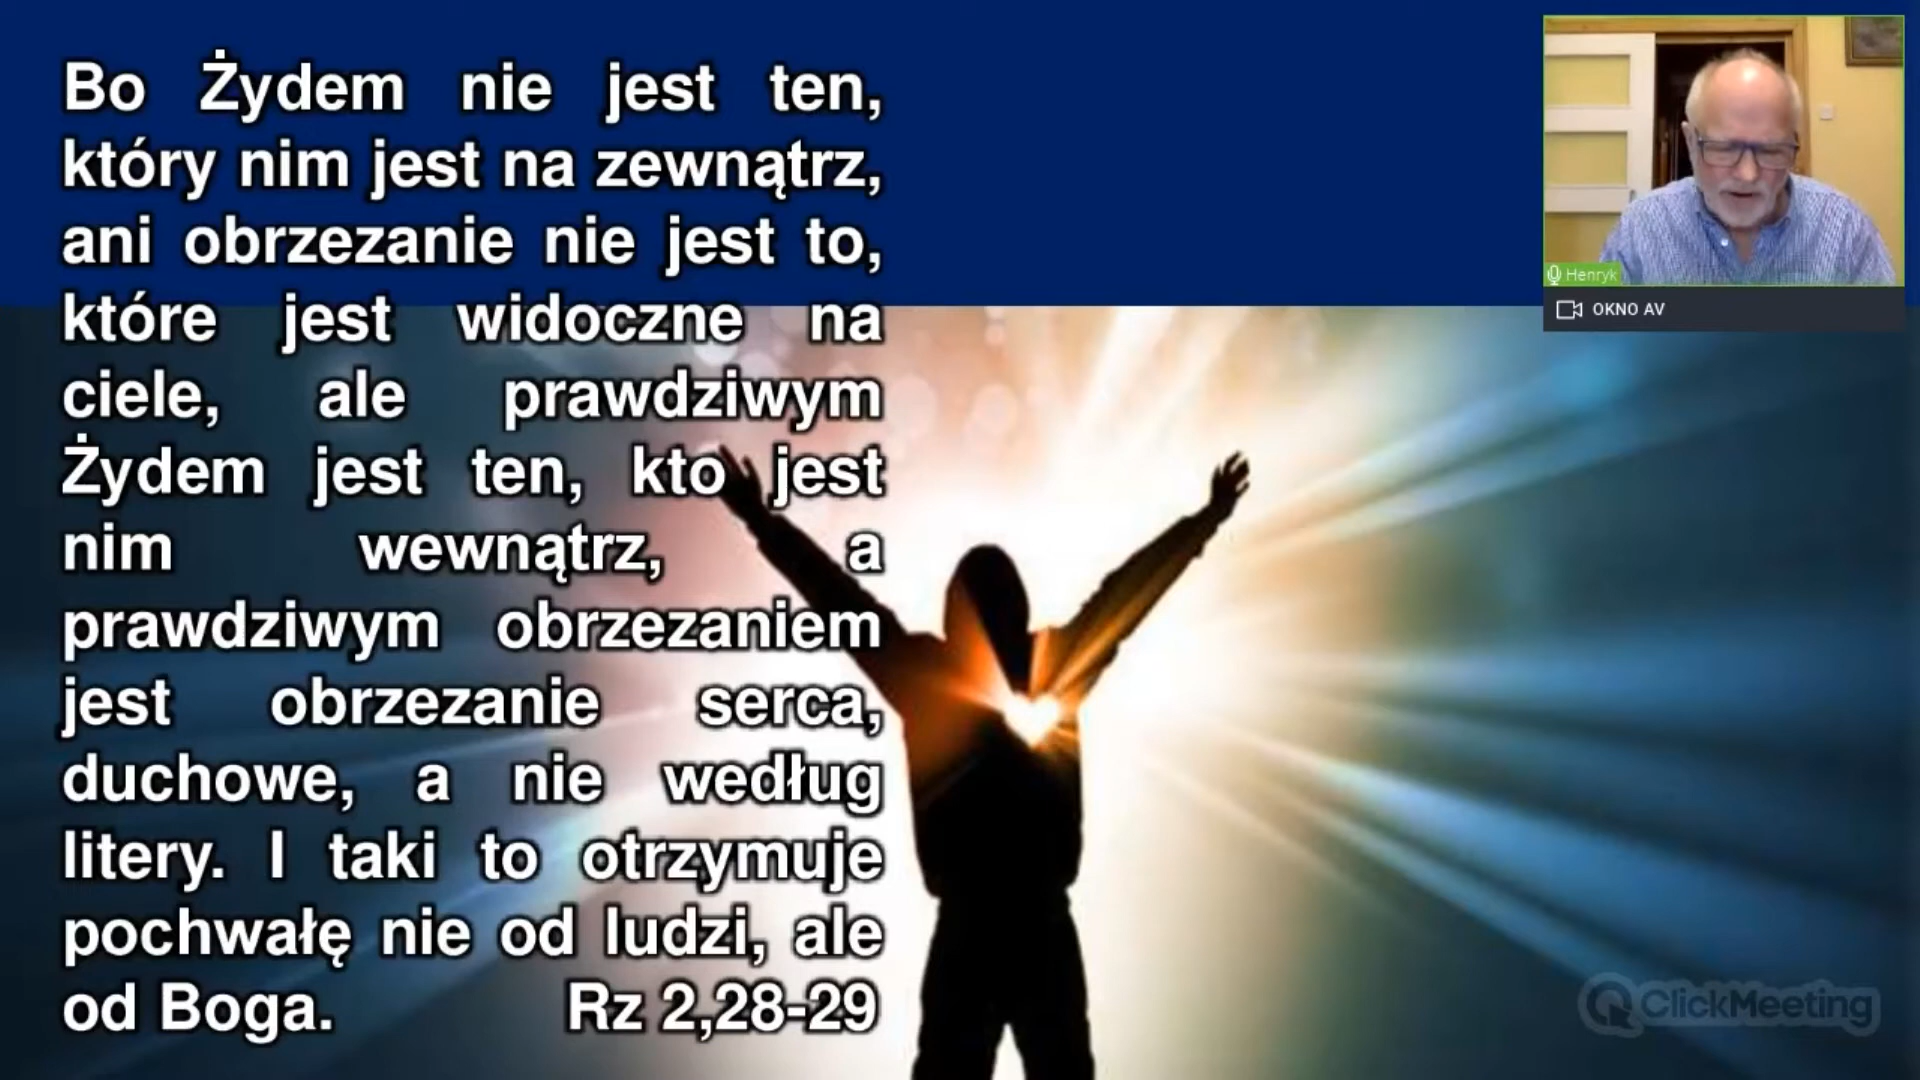 Bo Żydem nie jest ten,
który nim jest na zewnątrz,
ani obrzezanie nie jest to,
które jest widoczne na
ciele, ale prawdziwym
Żydem jest ten, kto jest
nim wewnątrz, a
prawdziwym obrzezaniem
jest obrzezanie serca,
duchowe, a nie według
litery. I taki to otrzymuje
pochwałę nie od ludzi, ale
od Boga. Rz 2,28-29
Henryk
OKNO AV
ClickMeeting